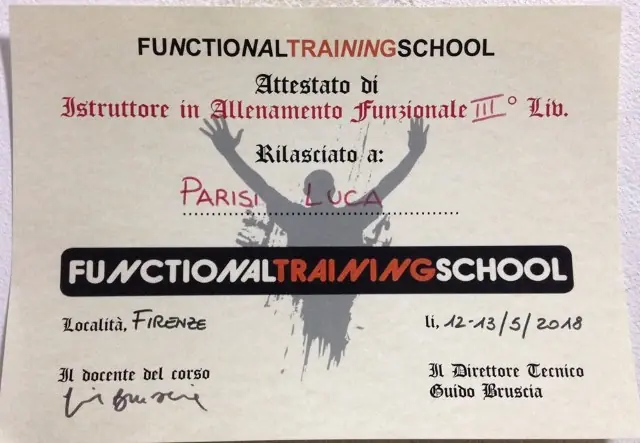 FUNCTIONALTRAININGSCHOOL
Attestato di
Istruttore in Allenamento Funzionale III° Liv.
Rilasciato a:
PARISI LUCA
FUNCTIONALTRAININGSCHOOL
Località, FIRENZE
li, 12-13/5/2018
Il docente del corso
Il Direttore Tecnico
Guido Bruscia